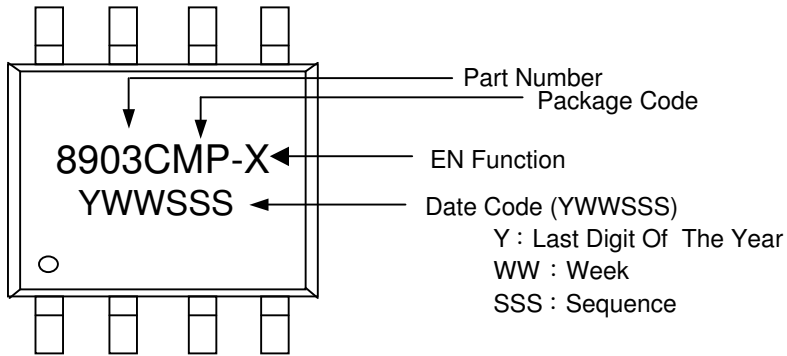 Part Number
Package Code
8903CMP-X
EN Function
YWWSSS
Date Code (YWWSSS)
Y : Last Digit Of The Year
WW : Week
SSS : Sequence